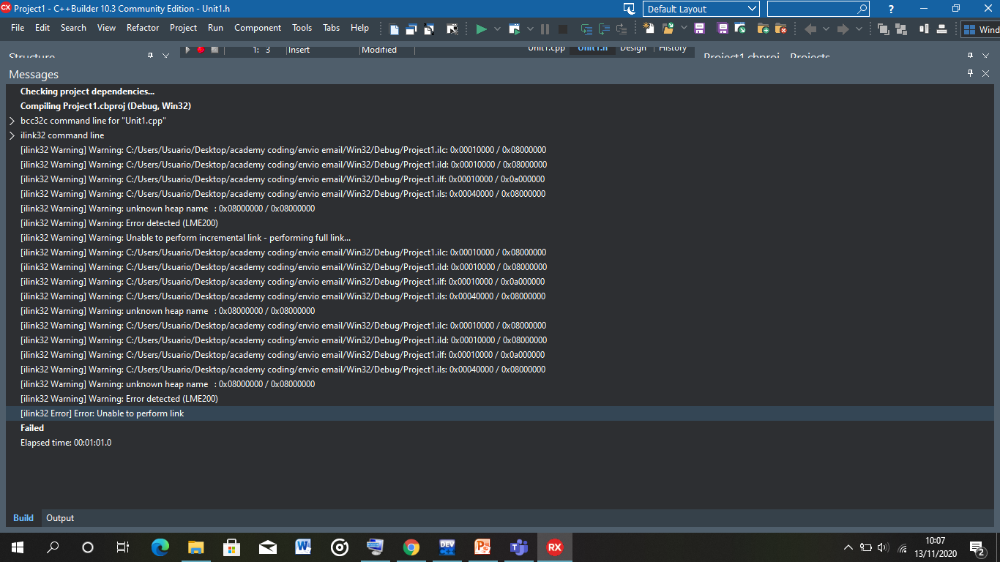 CX Project1 - C++Builder 10.3 Community Edition - Unit1.h
Default Layout
?
File Edit Search View Refactor Project Run Component Tools Tabs Help
Wind
Structure
1: 3 Insert Modified
Unit1.cpp Unit1.h Design History
Project1.cbproj - Projects
Messages
Checking project dependencies...
Compiling Project1.cbproj (Debug, Win32)
bcc32c command line for "Unit1.cpp"
ilink32 command line
[ilink32 Warning] Warning: C:/Users/Usuario/Desktop/academy coding/envio email/Win32/Debug/Project1.ilc: 0x00010000 / 0x08000000
[ilink32 Warning] Warning: C:/Users/Usuario/Desktop/academy coding/envio email/Win32/Debug/Project1.ild: 0x00010000 / 0x08000000
[ilink32 Warning] Warning: C:/Users/Usuario/Desktop/academy coding/envio email/Win32/Debug/Project1.ilf: 0x00010000 / 0x0a000000
[ilink32 Warning] Warning: C:/Users/Usuario/Desktop/academy coding/envio email/Win32/Debug/Project1.ils: 0x00040000 / 0x08000000
[ilink32 Warning] Warning: unknown heap name : 0x08000000 / 0x08000000
[ilink32 Warning] Warning: Error detected (LME200)
[ilink32 Warning] Warning: Unable to perform incremental link - performing full link...
[ilink32 Warning] Warning: C:/Users/Usuario/Desktop/academy coding/envio email/Win32/Debug/Project1.ilc: 0x00010000 / 0x08000000
[ilink32 Warning] Warning: C:/Users/Usuario/Desktop/academy coding/envio email/Win32/Debug/Project1.ild: 0x00010000 / 0x08000000
[ilink32 Warning] Warning: C:/Users/Usuario/Desktop/academy coding/envio email/Win32/Debug/Project1.ilf: 0x00010000 / 0x0a000000
[ilink32 Warning] Warning: C:/Users/Usuario/Desktop/academy coding/envio email/Win32/Debug/Project1.ils: 0x00040000 / 0x08000000
[ilink32 Warning] Warning: unknown heap name : 0x08000000 / 0x08000000
[ilink32 Warning] Warning: C:/Users/Usuario/Desktop/academy coding/envio email/Win32/Debug/Project1.ilc: 0x00010000 / 0x08000000
[ilink32 Warning] Warning: C:/Users/Usuario/Desktop/academy coding/envio email/Win32/Debug/Project1.ild: 0x00010000 / 0x08000000
[ilink32 Warning] Warning: C:/Users/Usuario/Desktop/academy coding/envio email/Win32/Debug/Project1.ilf: 0x00010000 / 0x0a000000
[ilink32 Warning] Warning: C:/Users/Usuario/Desktop/academy coding/envio email/Win32/Debug/Project1.ils: 0x00040000 / 0x08000000
[ilink32 Warning] Warning: unknown heap name : 0x08000000 / 0x08000000
[ilink32 Warning] Warning: Error detected (LME200)
[ilink32 Error] Error: Unable to perform link
Failed
Elapsed time: 00:01:01.0
Build Output
DEV
RX
10:07
13/11/2020
2